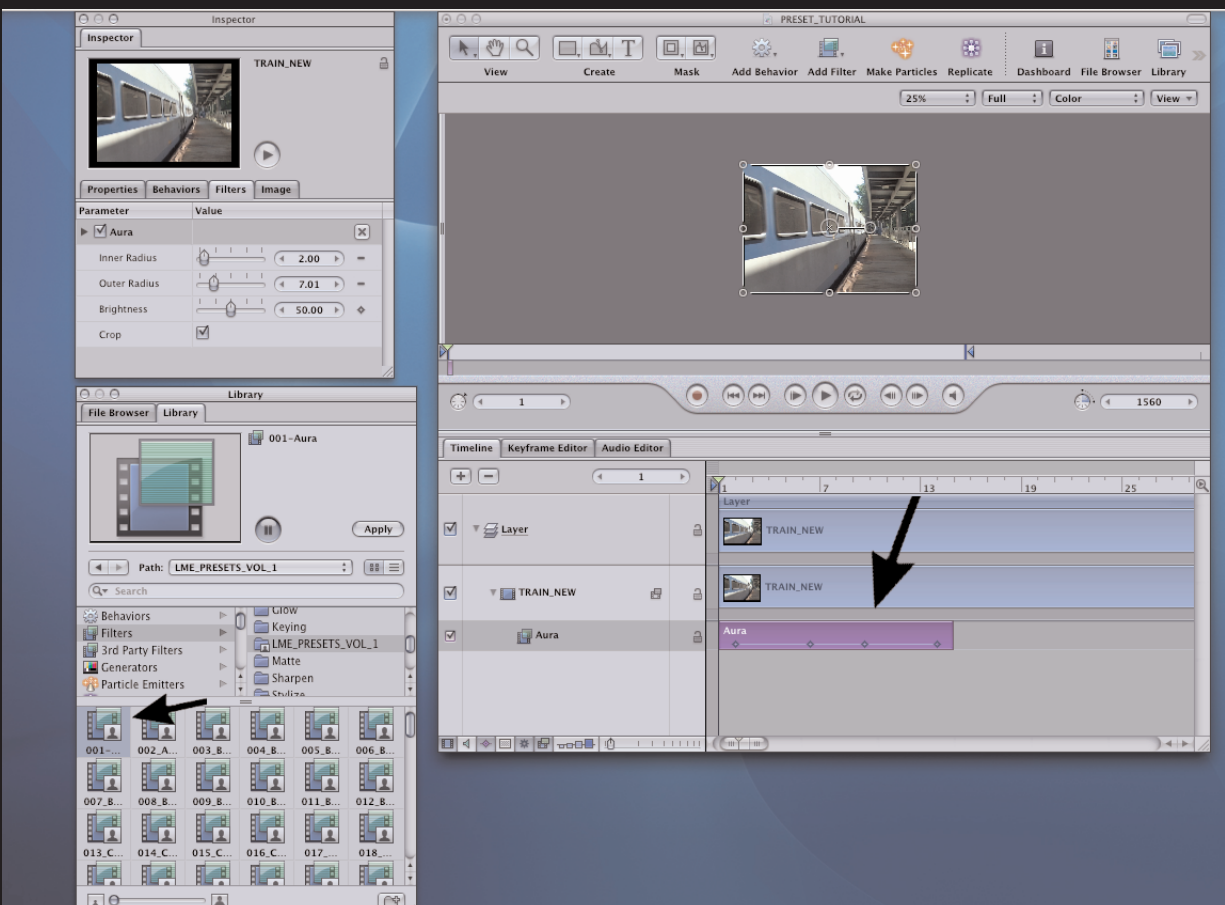 Inspector
Inspector
TRAIN_NEW
Properties Behaviors Filters Image
Parameter Value
Aura
Inner Radius 2.00
Outer Radius 7.01
Brightness 50.00
Crop
Library
File Browser Library
001-Aura
Apply
Path: LME_PRESETS_VOL_1
Search
Behaviors
Filters
3rd Party Filters
Generators
Particle Emitters
Glow
Keying
LME_PRESETS_VOL_1
Matte
Sharpen
Stylize
001-... 002_A... 003_B... 004_B... 005_B... 006_B...
007_B... 008_B... 009_B... 010_B... 011_B... 012_B...
013_C... 014_C... 015_C... 016_C... 017_... 018_...
PRESET_TUTORIAL
T
View Create Mask Add Behavior Add Filter Make Particles Replicate Dashboard File Browser Library
25% Full Color View
1 1560
Timeline Keyframe Editor Audio Editor
1
1 7 13 19 25
Layer
Layer
TRAIN_NEW
TRAIN_NEW
TRAIN_NEW
Aura
Aura